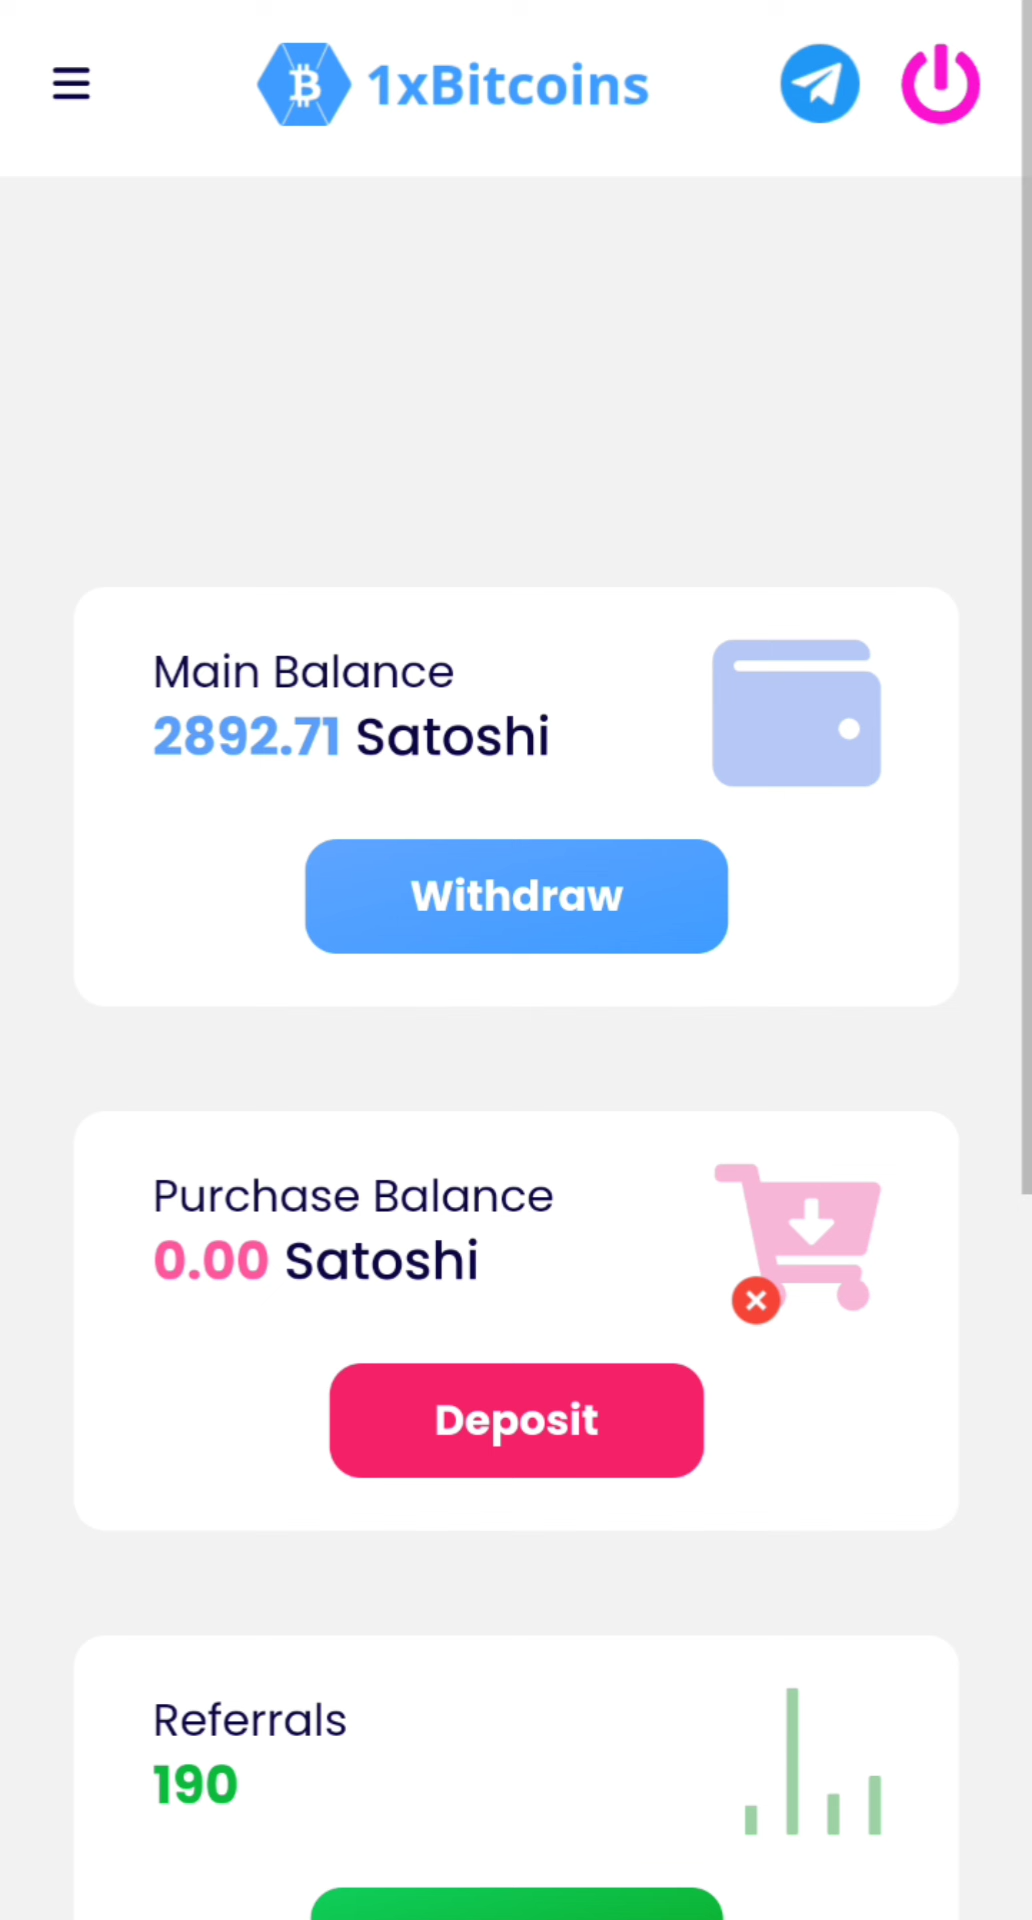 1xBitcoins
Main Balance
2892.71 Satoshi
Withdraw
Purchase Balance
0.00 Satoshi
Deposit
Referrals
190